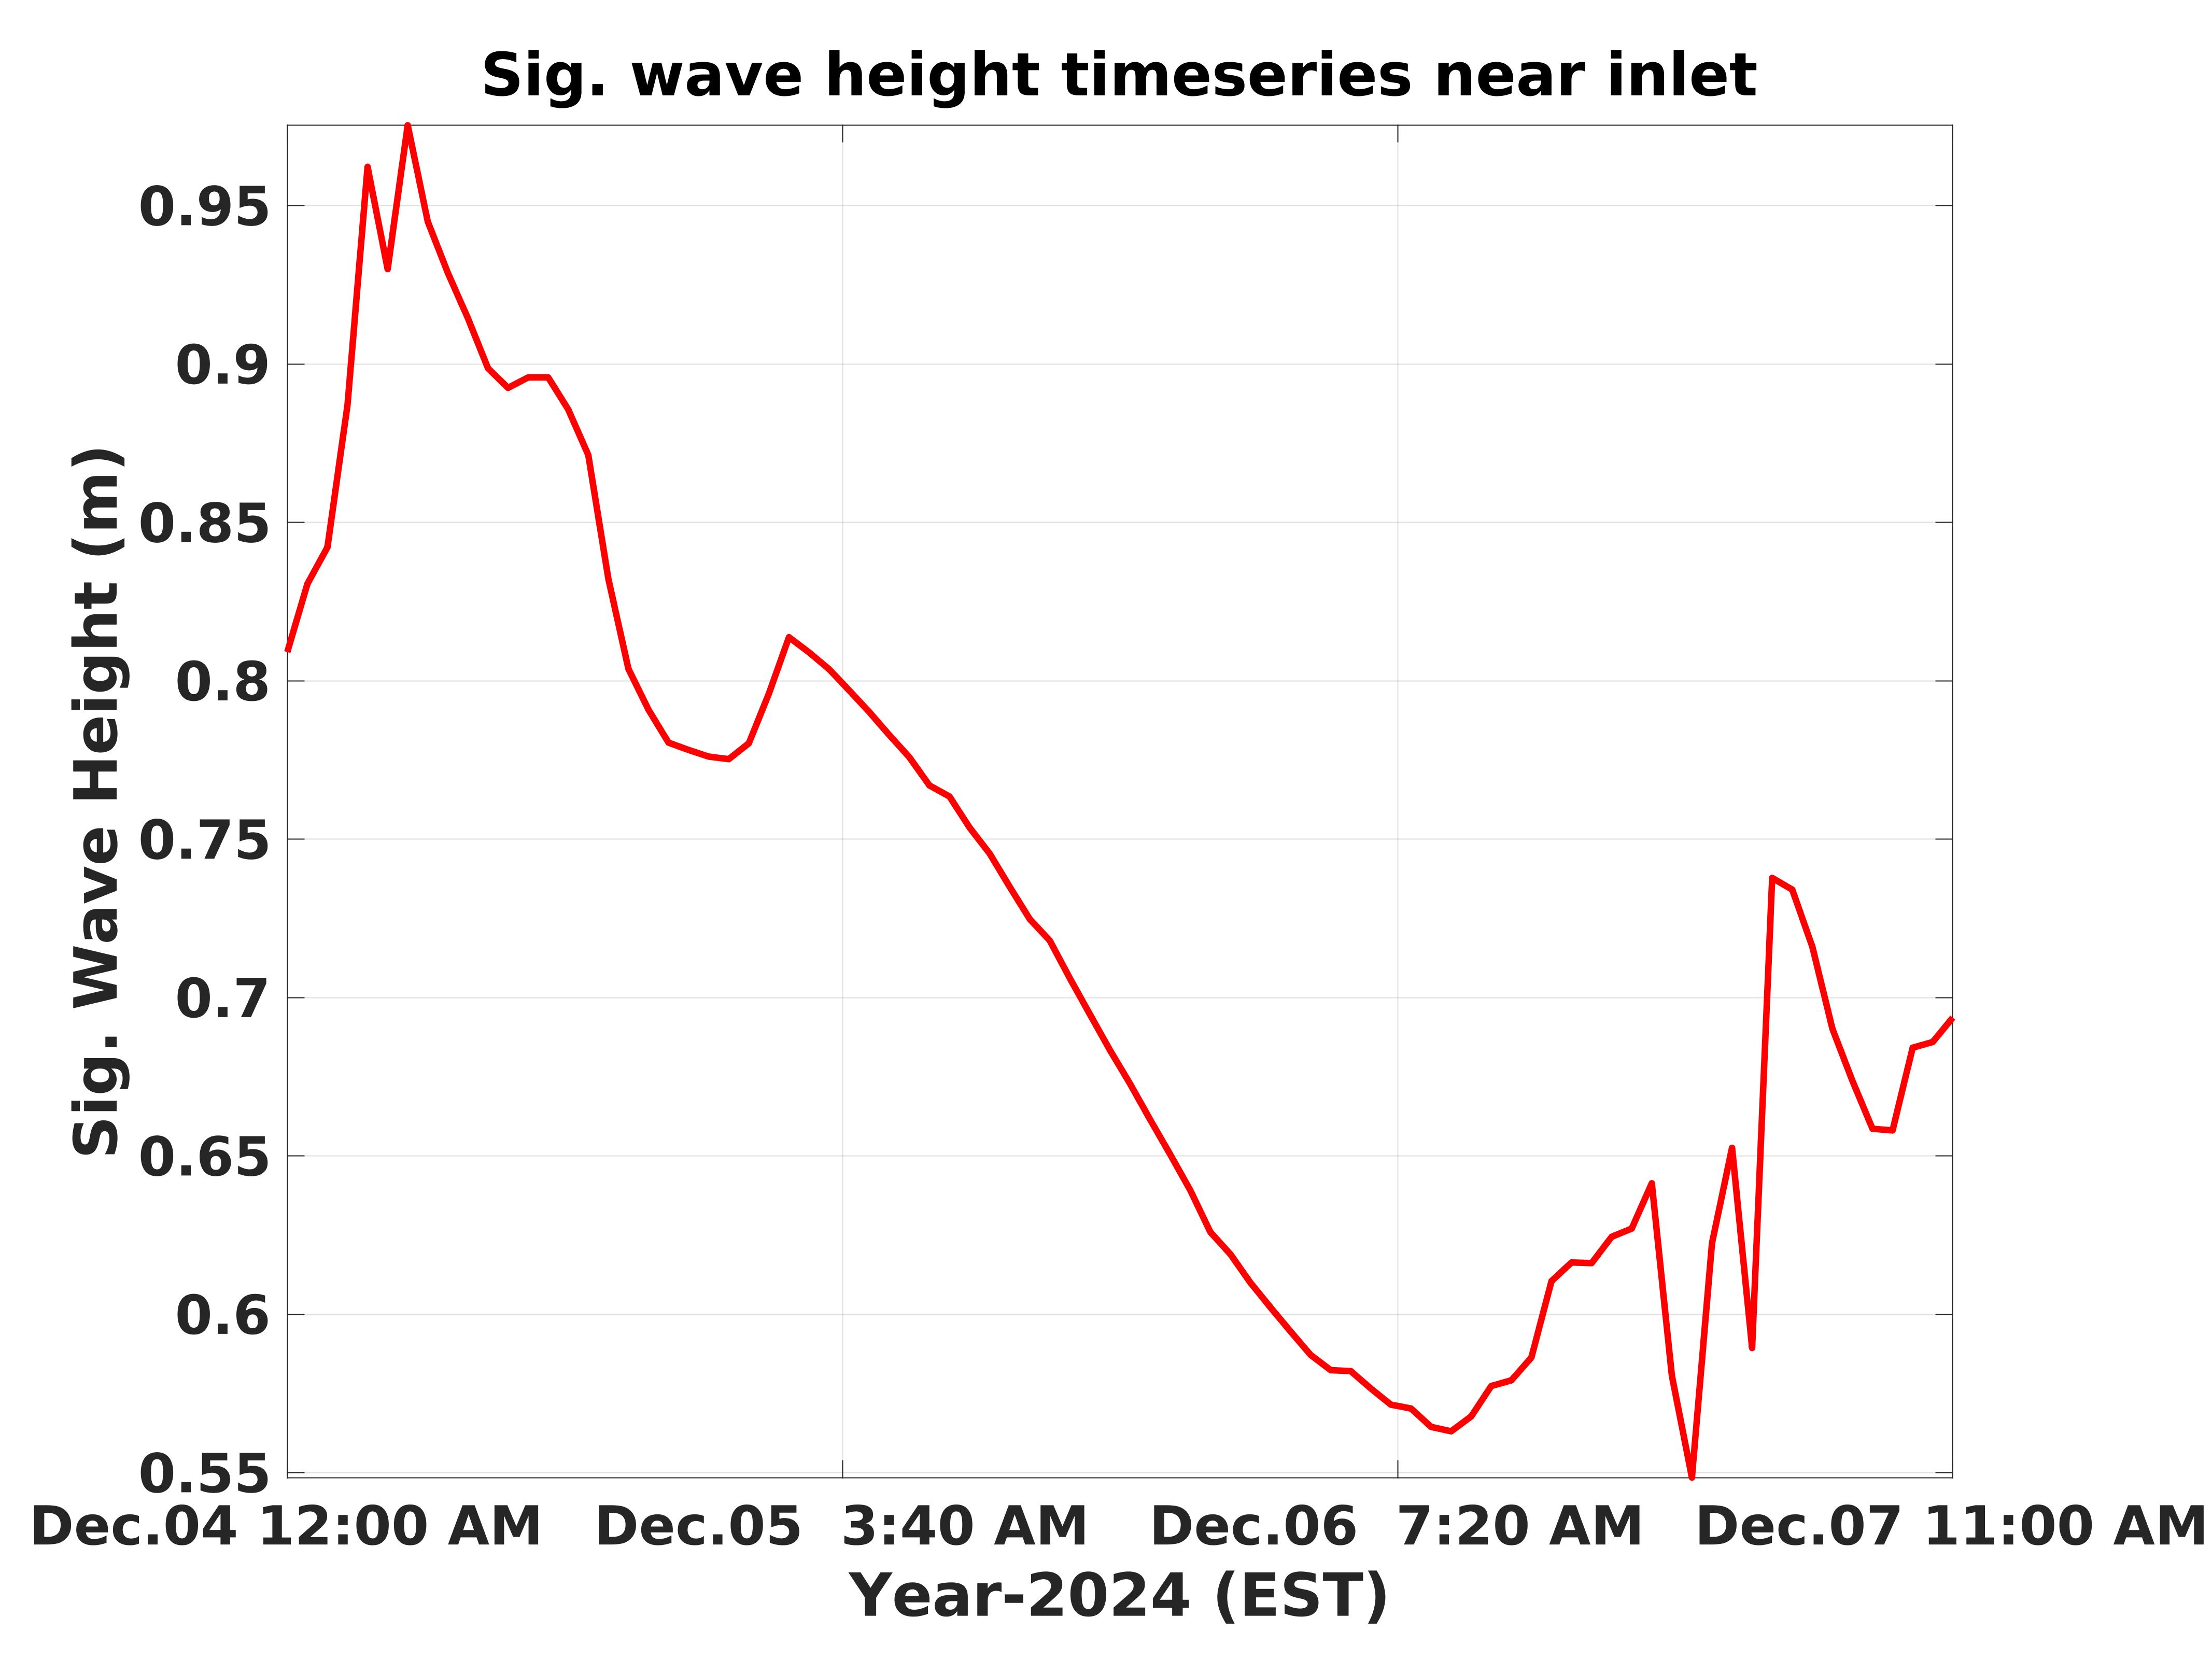 Sig. wave height timeseries near inlet
Sig. Wave Height (m)
0.95
0.9
0.85
0.8
0.75
0.7
0.65
0.6
0.55
Dec.04 12:00 AM Dec.05 3:40 AM Dec.06 7:20 AM Dec.07 11:00 AM
Year-2024 (EST)